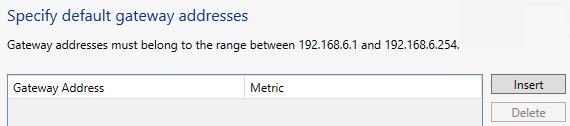 Specify default gateway addresses
Gateway addresses must belong to the range between 192.168.6.1 and 192.168.6.254.
Gateway Address Metric Insert
Delete